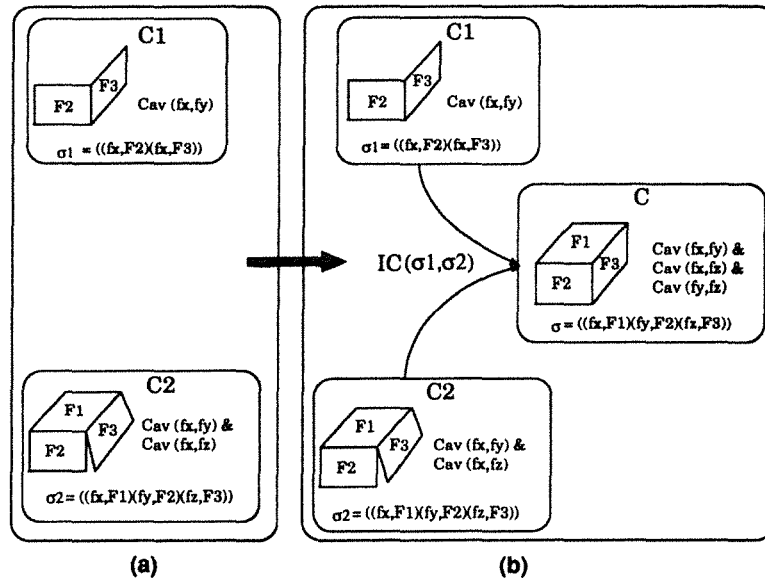 C1
F3
F2
Cav (fx,fy)
σ1 = ((fx,F2)(fx,F3))
C2
F1
F3
F2
Cav (fx,fy) &
Cav (fx,fz)
σ2= ((fx,F1)(fy,F2)(fz,F3))
(a)
C1
F3
F2
Cav (fx,fy)
σ1= ((fx,F2)(fx,F3))
IC(σ1,σ2)
C
F1
F3
F2
Cav (fx,fy) &
Cav (fx,fz) &
Cav (fy,fz)
σ= ((fx,F1)(fy,F2)(fz,F3))
C2
F1
F3
F2
Cav (fx,fy) &
Cav (fx,fz)
σ2= ((fx,F1)(fy,F2)(fz,F3))
(b)